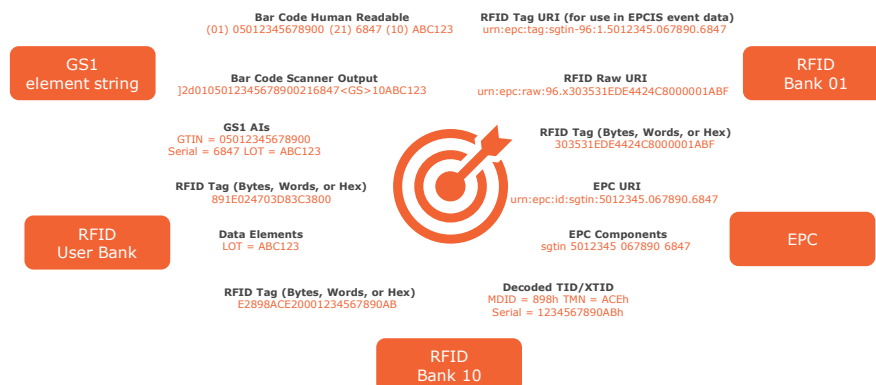 Bar Code Human Readable
(01) 05012345678900 (21) 6847 (10) ABC123
RFID Tag URI (for use in EPCIS event data)
urn:epc:tag:sgtin-96:1.5012345.067890.6847
GS1
element string
Bar Code Scanner Output
]2d010501234567890021​6847<GS>10ABC123
RFID Raw URI
urn:epc:raw:96.x303531EDE4424C8000001ABF
RFID
Bank 01
GS1 AIs
GTIN = 05012345678900
Serial = 6847 LOT = ABC123
RFID Tag (Bytes, Words, or Hex)
303531EDE4424C8000001ABF
RFID Tag (Bytes, Words, or Hex)
891E024703D83C3800
EPC URI
urn:epc:id:sgtin:5012345.067890.6847
RFID
User Bank
Data Elements
LOT = ABC123
EPC Components
sgtin 5012345 067890 6847
EPC
RFID Tag (Bytes, Words, or Hex)
E2898ACE20001234567890AB
Decoded TID/XTID
MDID = 898h TMN = ACEh
Serial = 1234567890ABh
RFID
Bank 10